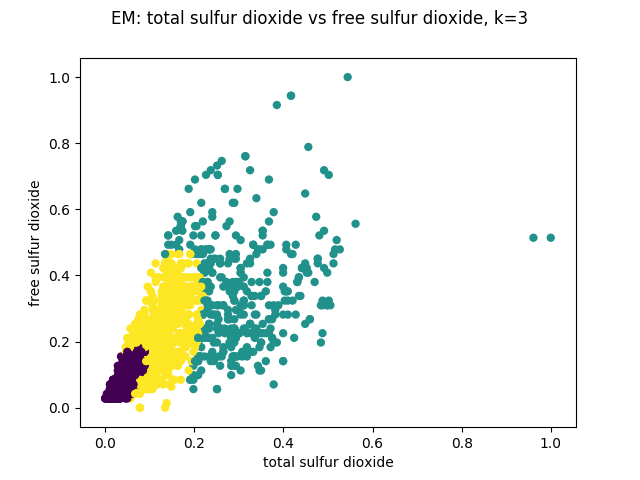 EM: total sulfur dioxide vs free sulfur dioxide, k=3
1.0
0.8
0.6
0.4
0.2
0.0
free sulfur dioxide
0.0 0.2 0.4 0.6 0.8 1.0
total sulfur dioxide